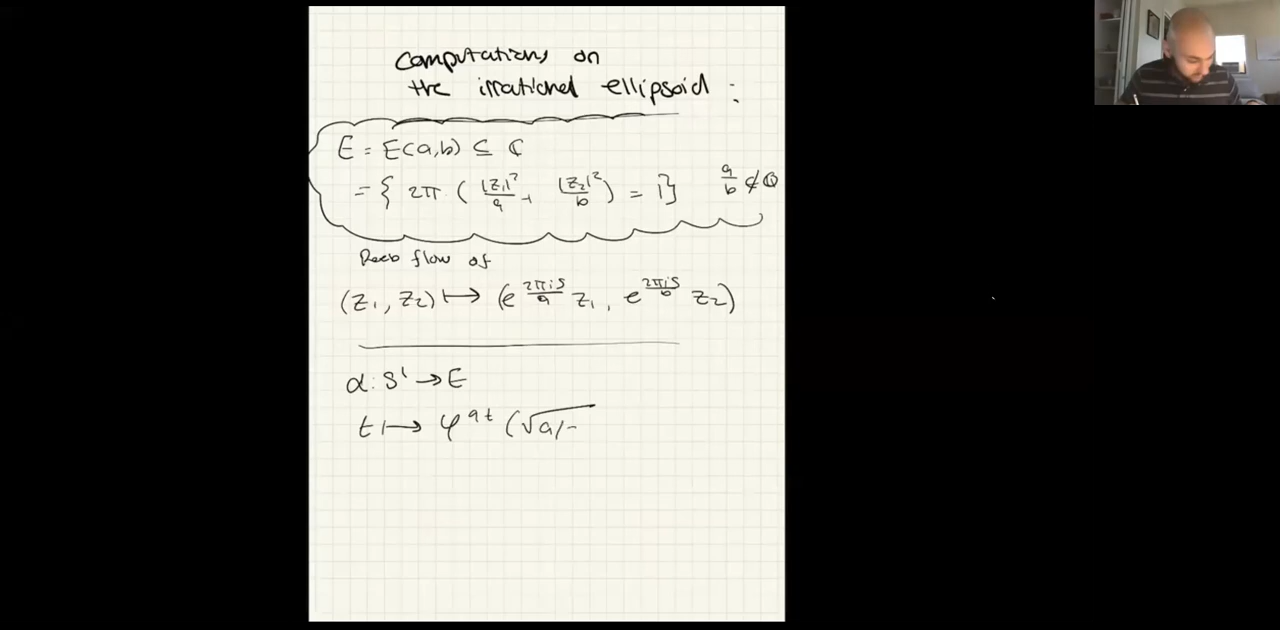 Computations on
the irrational ellipsoid :
E = E(a,b) ⊆ ℂ
= { 2π ( |z₁|²/a + |z₂|²/b ) = 1 } a/b ∉ ℚ
Reeb flow of
(z₁, z₂) ↦ (e^{2πis/a} z₁, e^{2πis/b} z₂)
α: S¹ → E
t ↦ φ^{at} (√a/